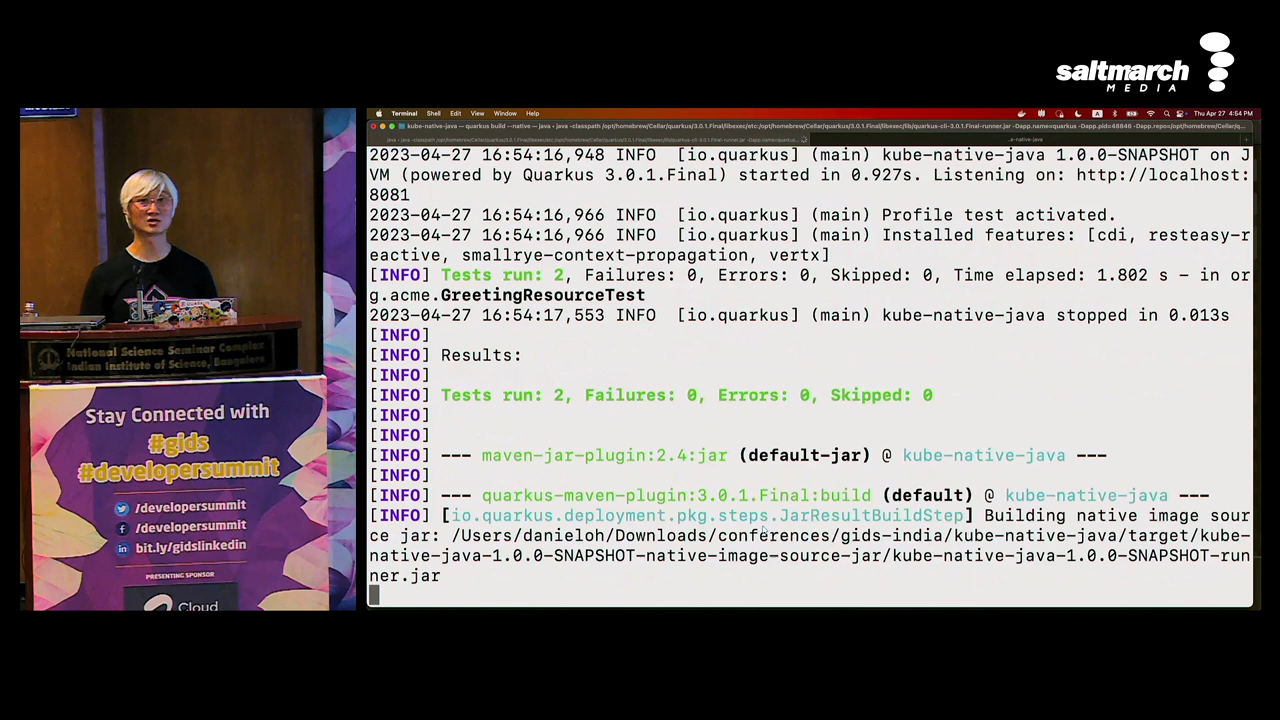 saltmarch
MEDIA
Terminal Shell Edit View Window Help
Thu Apr 27 4:54 PM
2023-04-27 16:54:16,948 INFO [io.quarkus] (main) kube-native-java 1.0.0-SNAPSHOT on J
VM (powered by Quarkus 3.0.1.Final) started in 0.927s. Listening on: http://localhost:
8081
2023-04-27 16:54:16,966 INFO [io.quarkus] (main) Profile test activated.
2023-04-27 16:54:16,966 INFO [io.quarkus] (main) Installed features: [cdi, resteasy-r
eactive, smallrye-context-propagation, vertx]
[INFO] Tests run: 2, Failures: 0, Errors: 0, Skipped: 0, Time elapsed: 1.802 s - in or
g.acme.GreetingResourceTest
2023-04-27 16:54:17,553 INFO [io.quarkus] (main) kube-native-java stopped in 0.013s
[INFO]
[INFO] Results:
[INFO]
[INFO] Tests run: 2, Failures: 0, Errors: 0, Skipped: 0
[INFO]
[INFO]
[INFO] --- maven-jar-plugin:2.4:jar (default-jar) @ kube-native-java ---
[INFO]
[INFO] --- quarkus-maven-plugin:3.0.1.Final:build (default) @ kube-native-java ---
[INFO] [io.quarkus.deployment.pkg.steps.JarResultBuildStep] Building native image sour
ce jar: /Users/danieloh/Downloads/conferences/gids-india/kube-native-java/target/kube-
native-java-1.0.0-SNAPSHOT-native-image-source-jar/kube-native-java-1.0.0-SNAPSHOT-run
ner.jar
National Science Seminar Complex
Indian Institute of Science, Bangalore
Stay Connected with
#gids
#developersummit
/developersummit
/developersummit
bit.ly/gidslinkedin
PRESENTING SPONSOR
Cloud